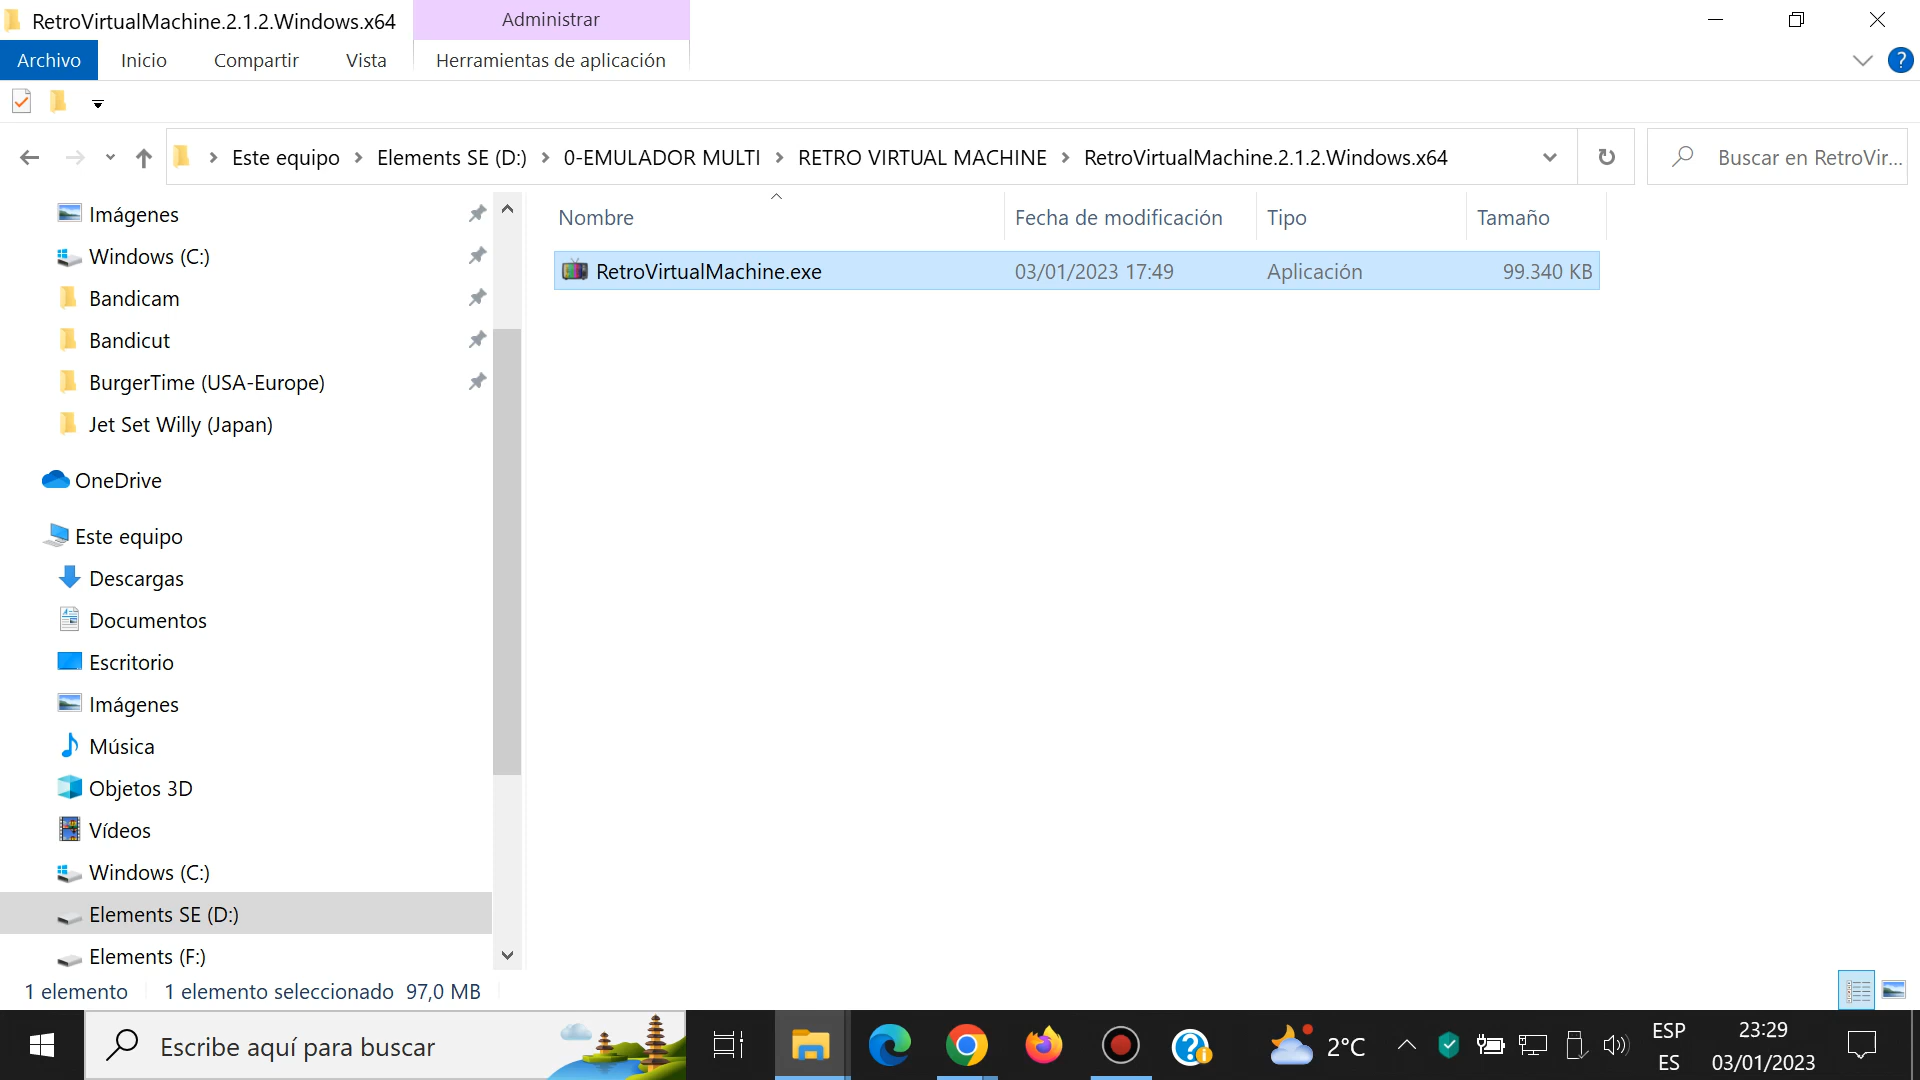 RetroVirtualMachine.2.1.2.Windows.x64
Administrar
Archivo
Inicio
Compartir
Vista
Herramientas de aplicación
?
Este equipo
Elements SE (D:)
0-EMULADOR MULTI
RETRO VIRTUAL MACHINE
RetroVirtualMachine.2.1.2.Windows.x64
Buscar en RetroVir...
Imágenes
Windows (C:)
Bandicam
Bandicut
BurgerTime (USA-Europe)
Jet Set Willy (Japan)
OneDrive
Este equipo
Descargas
Documentos
Escritorio
Imágenes
Música
Objetos 3D
Vídeos
Windows (C:)
Elements SE (D:)
Elements (F:)
Nombre
Fecha de modificación
Tipo
Tamaño
RetroVirtualMachine.exe
03/01/2023 17:49
Aplicación
99.340 KB
1 elemento
1 elemento seleccionado 97,0 MB
Escribe aquí para buscar
2°C
ESP
ES
23:29
03/01/2023